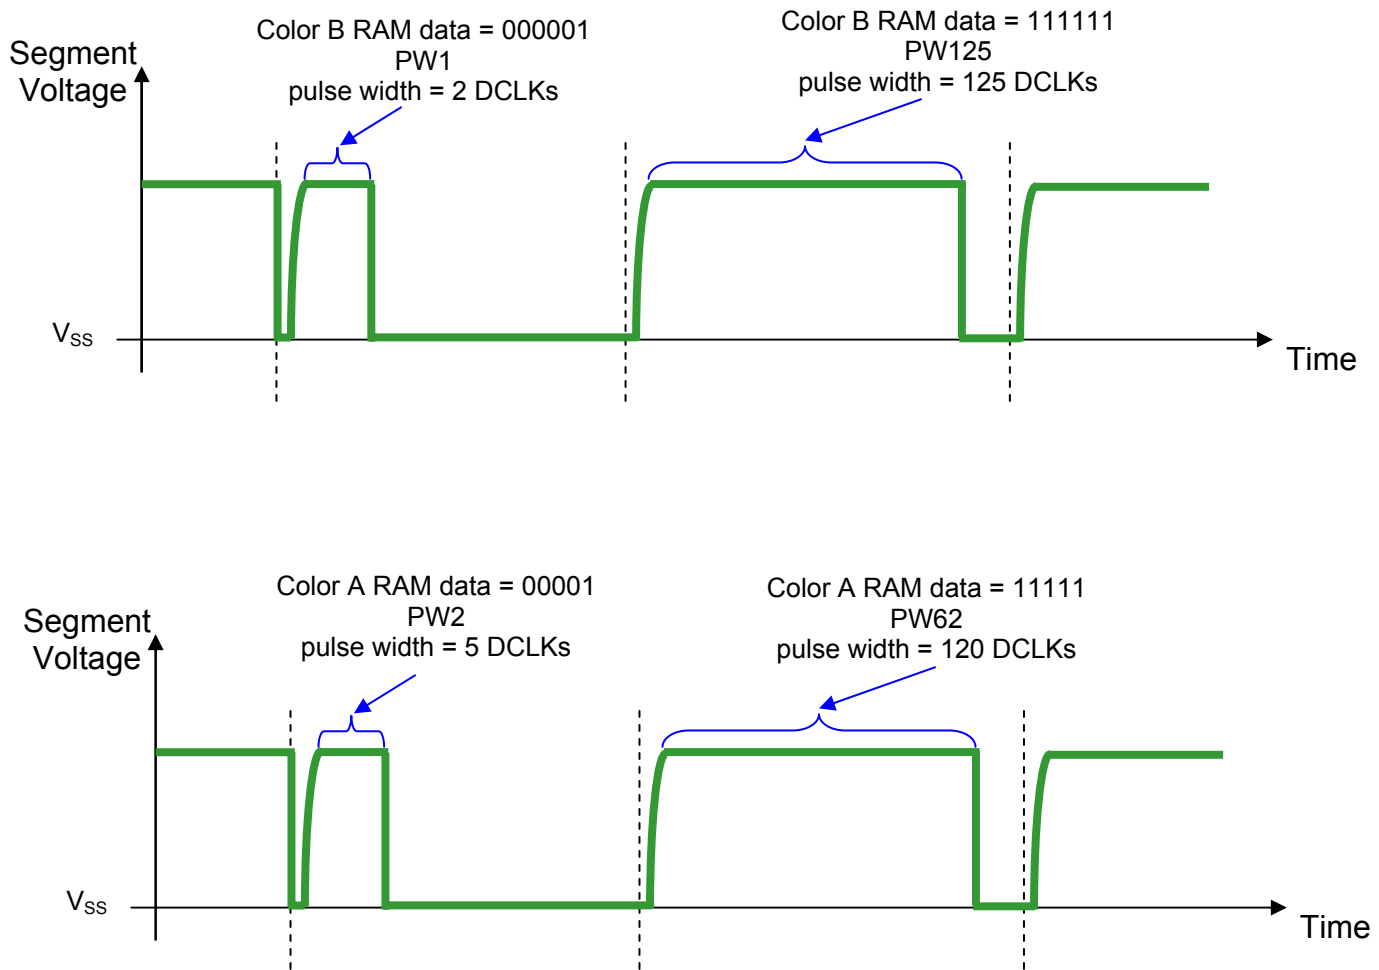 Color B RAM data = 000001
PW1
pulse width = 2 DCLKs
Color B RAM data = 111111
PW125
pulse width = 125 DCLKs
Segment
Voltage
VSS
Time
Color A RAM data = 00001
PW2
pulse width = 5 DCLKs
Color A RAM data = 11111
PW62
pulse width = 120 DCLKs
Segment
Voltage
VSS
Time